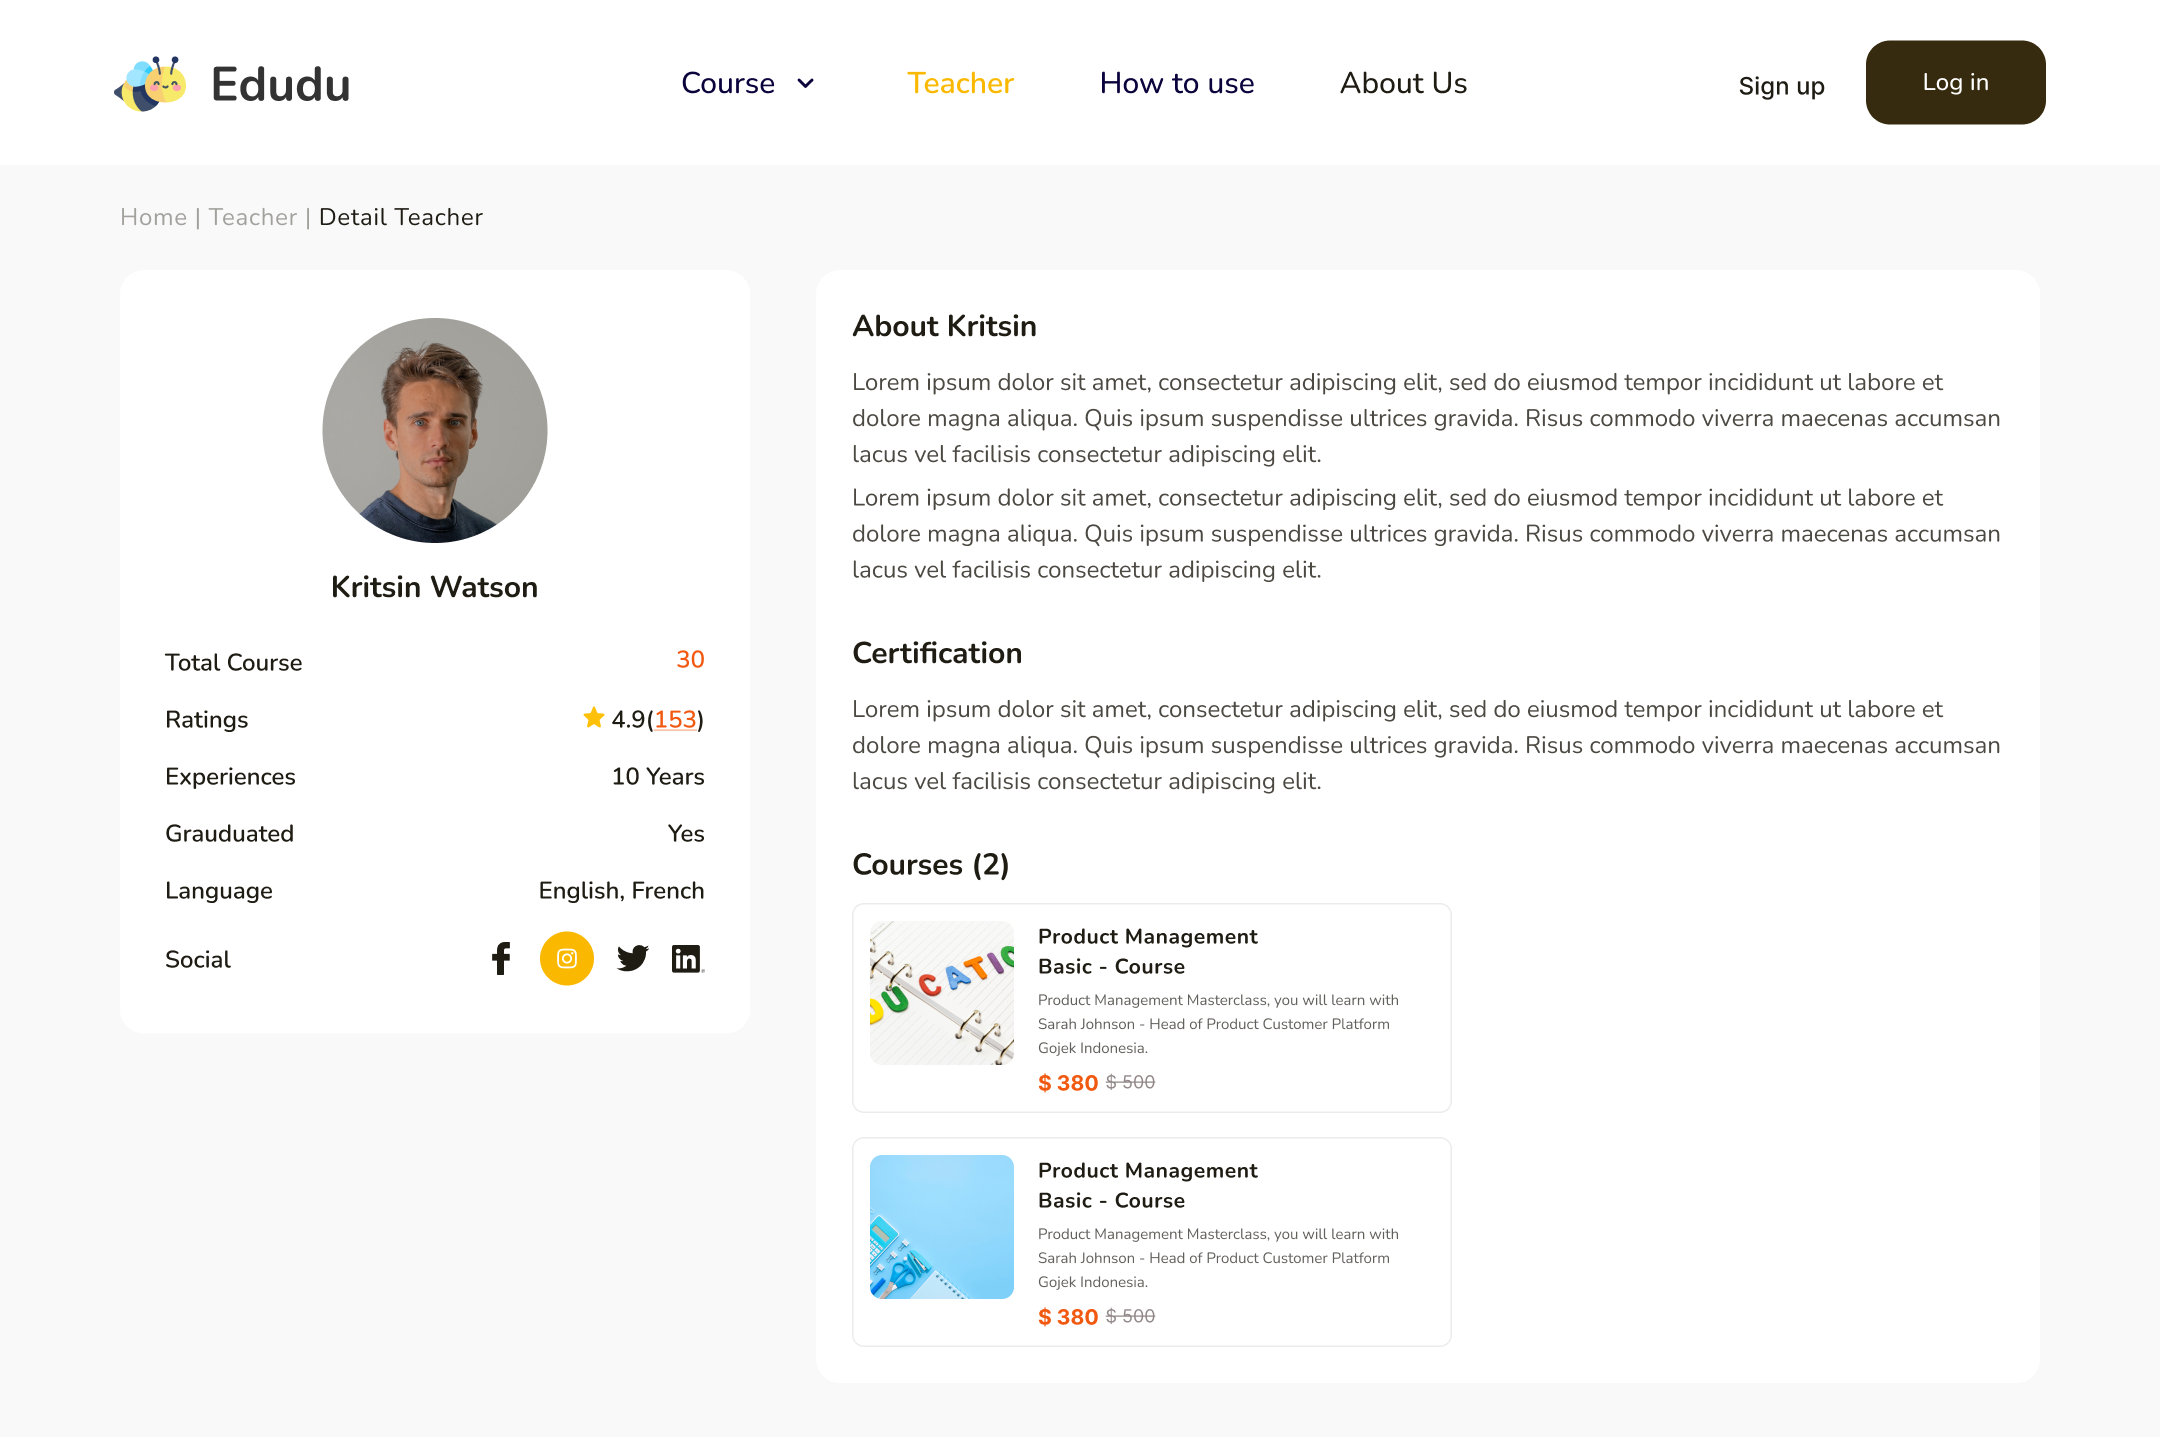 Edudu
Course
Teacher
How to use
About Us
Sign up
Log in
Home | Teacher | Detail Teacher
Kritsin Watson
Total Course 30
Ratings 4.9(153)
Experiences 10 Years
Grauduated Yes
Language English, French
Social
About Kritsin
Lorem ipsum dolor sit amet, consectetur adipiscing elit, sed do eiusmod tempor incididunt ut labore et
dolore magna aliqua. Quis ipsum suspendisse ultrices gravida. Risus commodo viverra maecenas accumsan
lacus vel facilisis consectetur adipiscing elit.
Lorem ipsum dolor sit amet, consectetur adipiscing elit, sed do eiusmod tempor incididunt ut labore et
dolore magna aliqua. Quis ipsum suspendisse ultrices gravida. Risus commodo viverra maecenas accumsan
lacus vel facilisis consectetur adipiscing elit.
Certification
Lorem ipsum dolor sit amet, consectetur adipiscing elit, sed do eiusmod tempor incididunt ut labore et
dolore magna aliqua. Quis ipsum suspendisse ultrices gravida. Risus commodo viverra maecenas accumsan
lacus vel facilisis consectetur adipiscing elit.
Courses (2)
DUCATIO
Product Management
Basic - Course
Product Management Masterclass, you will learn with
Sarah Johnson - Head of Product Customer Platform
Gojek Indonesia.
$ 380 $ 500
Product Management
Basic - Course
Product Management Masterclass, you will learn with
Sarah Johnson - Head of Product Customer Platform
Gojek Indonesia.
$ 380 $ 500